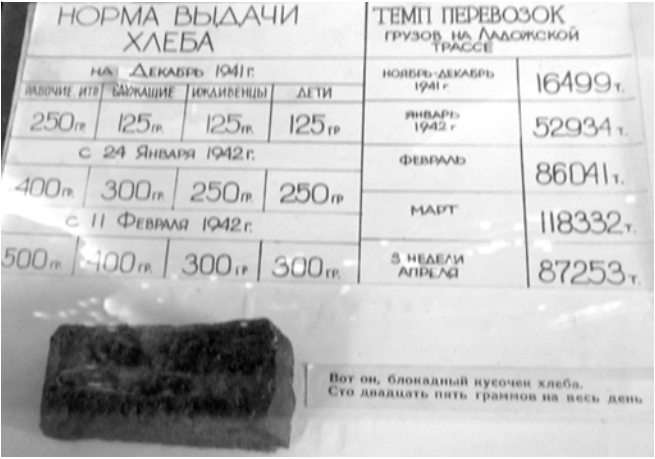 НОРМА ВЫДАЧИ
ХЛЕБА
НА ДЕКАБРЬ 1941 г.
РАБОЧИЕ ИТР СЛУЖАЩИЕ ИЖДИВЕНЦЫ ДЕТИ
250 гр. 125 гр. 125 гр. 125 гр
С 24 ЯНВАРЯ 1942 г.
400 гр. 300 гр. 250 гр. 250 гр
С 11 ФЕВРАЛЯ 1942 г.
500 гр. 400 гр. 300 гр 300 гр.
ТЕМП ПЕРЕВОЗОК
ГРУЗОВ НА ЛАДОЖСКОЙ
ТРАССЕ
НОЯБРЬ-ДЕКАБРЬ
1941 г. 16499 т.
ЯНВАРЬ
1942 г 52934 т.
ФЕВРАЛЬ 86041 т.
МАРТ 118332 т.
3 НЕДЕЛИ
АПРЕЛЯ 87253 т.
Вот он, блокадный кусочек хлеба.
Сто двадцать пять граммов на весь день